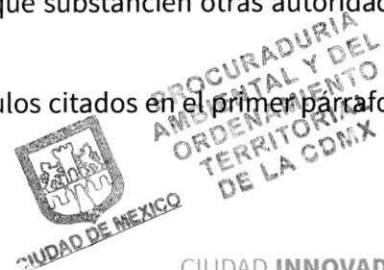 que substancien otras autoridad
ulos citados en el primer párrafo
PROCURADURIA
AMBIENTAL Y DEL
ORDENAMIENTO
TERRITORIAL
DE LA CDMX
CIUDAD DE MEXICO
CIUDAD INNOVAD